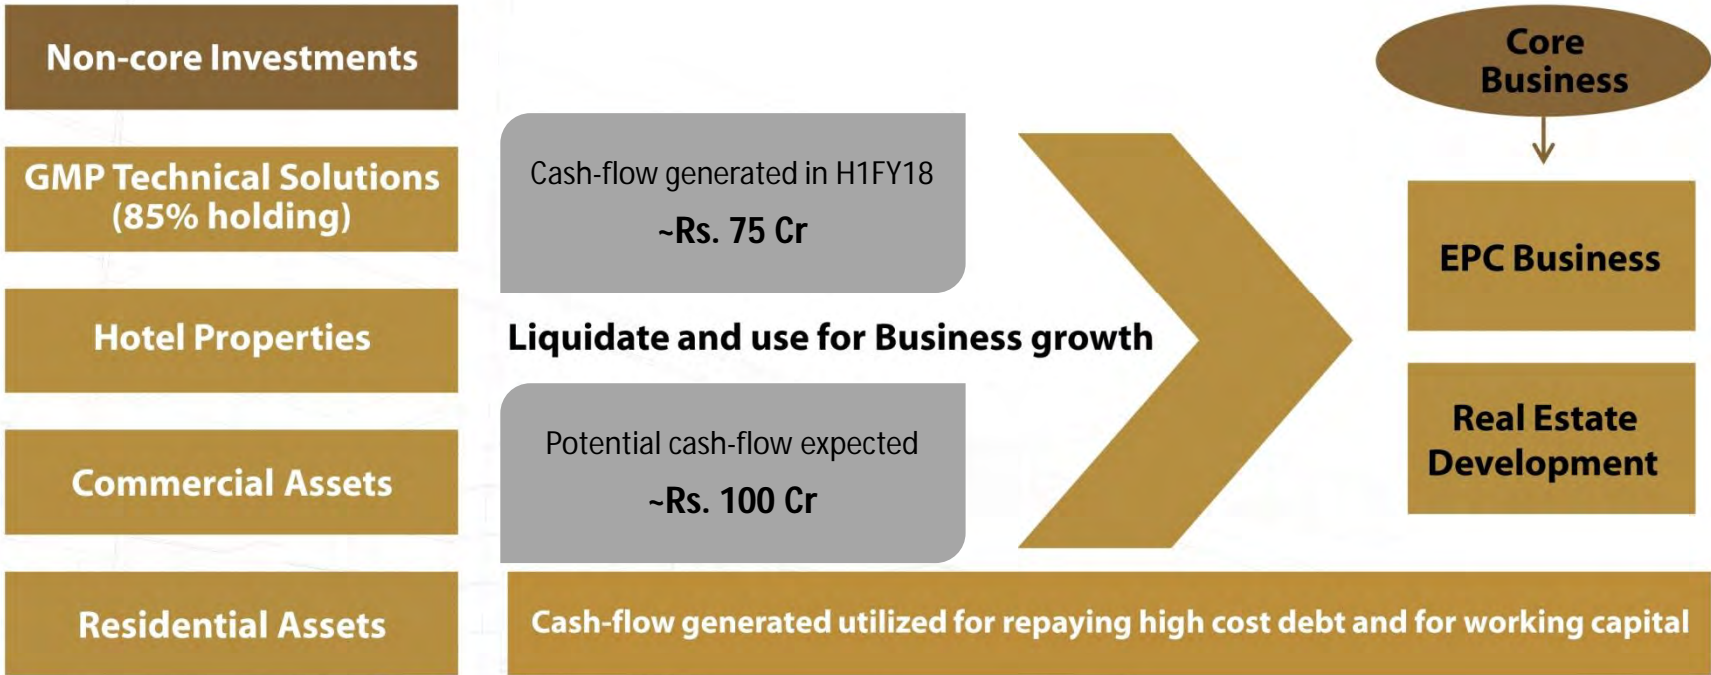 Non-core Investments
GMP Technical Solutions
(85% holding)
Hotel Properties
Commercial Assets
Residential Assets
Cash-flow generated in H1FY18
~Rs. 75 Cr
Liquidate and use for Business growth
Potential cash-flow expected
~Rs. 100 Cr
Core
Business
EPC Business
Real Estate
Development
Cash-flow generated utilized for repaying high cost debt and for working capital